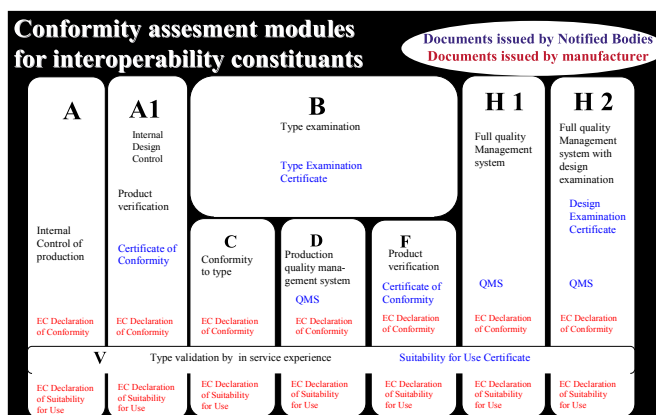 Conformity assesment modules
for interoperability constituants
Documents issued by Notified Bodies
Documents issued by manufacturer
A
Internal
Control of
production
EC Declaration
of Conformity
A1
Internal
Design
Control
Product
verification
Certificate of
Conformity
EC Declaration
of Conformity
B
Type examination
Type Examination
Certificate
C
Conformity
to type
EC Declaration
of Conformity
D
Production
quality mana-
gement system
QMS
EC Declaration
of Conformity
F
Product
verification
Certificate of
Conformity
EC Declaration
of Conformity
H 1
Full quality
Management
system
QMS
EC Declaration
of Conformity
H 2
Full quality
Management
system with
design
examination
Design
Examination
Certificate
QMS
EC Declaration
of Conformity
V Type validation by in service experience Suitability for Use Certificate
EC Declaration
of Suitability
for Use
EC Declaration
of Suitability
for Use
EC Declaration
of Suitability
for Use
EC Declaration
of Suitability
for Use
EC Declaration
of Suitability
for Use
EC Declaration
of Suitability
for Use
EC Declaration
of Suitability
for Use